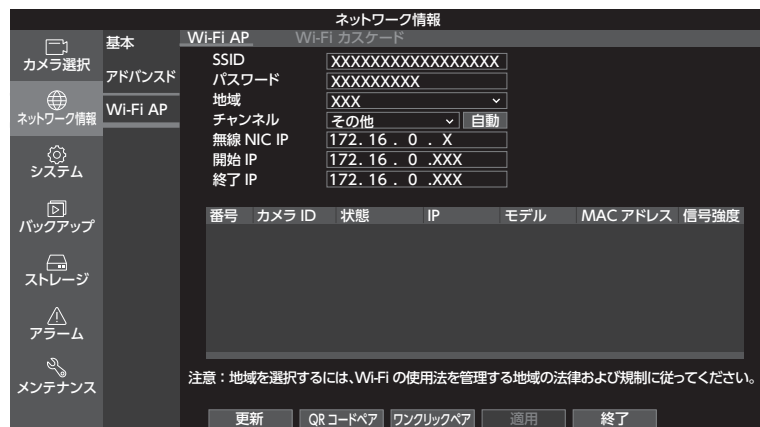 ネットワーク情報
カメラ選択
ネットワーク情報
システム
バックアップ
ストレージ
アラーム
メンテナンス
基本
アドバンスド
Wi-Fi AP
Wi-Fi AP Wi-Fi カスケード
SSID XXXXXXXXXXXXXXXXX
パスワード XXXXXXXXX
地域 XXX
チャンネル その他 自動
無線 NIC IP 172. 16 . 0 . X
開始 IP 172. 16 . 0 .XXX
終了 IP 172. 16 . 0 .XXX
番号 カメラ ID 状態 IP モデル MAC アドレス 信号強度
注意：地域を選択するには、Wi-Fi の使用法を管理する地域の法律および規制に従ってください。
更新 QR コードペア ワンクリックペア 適用 終了